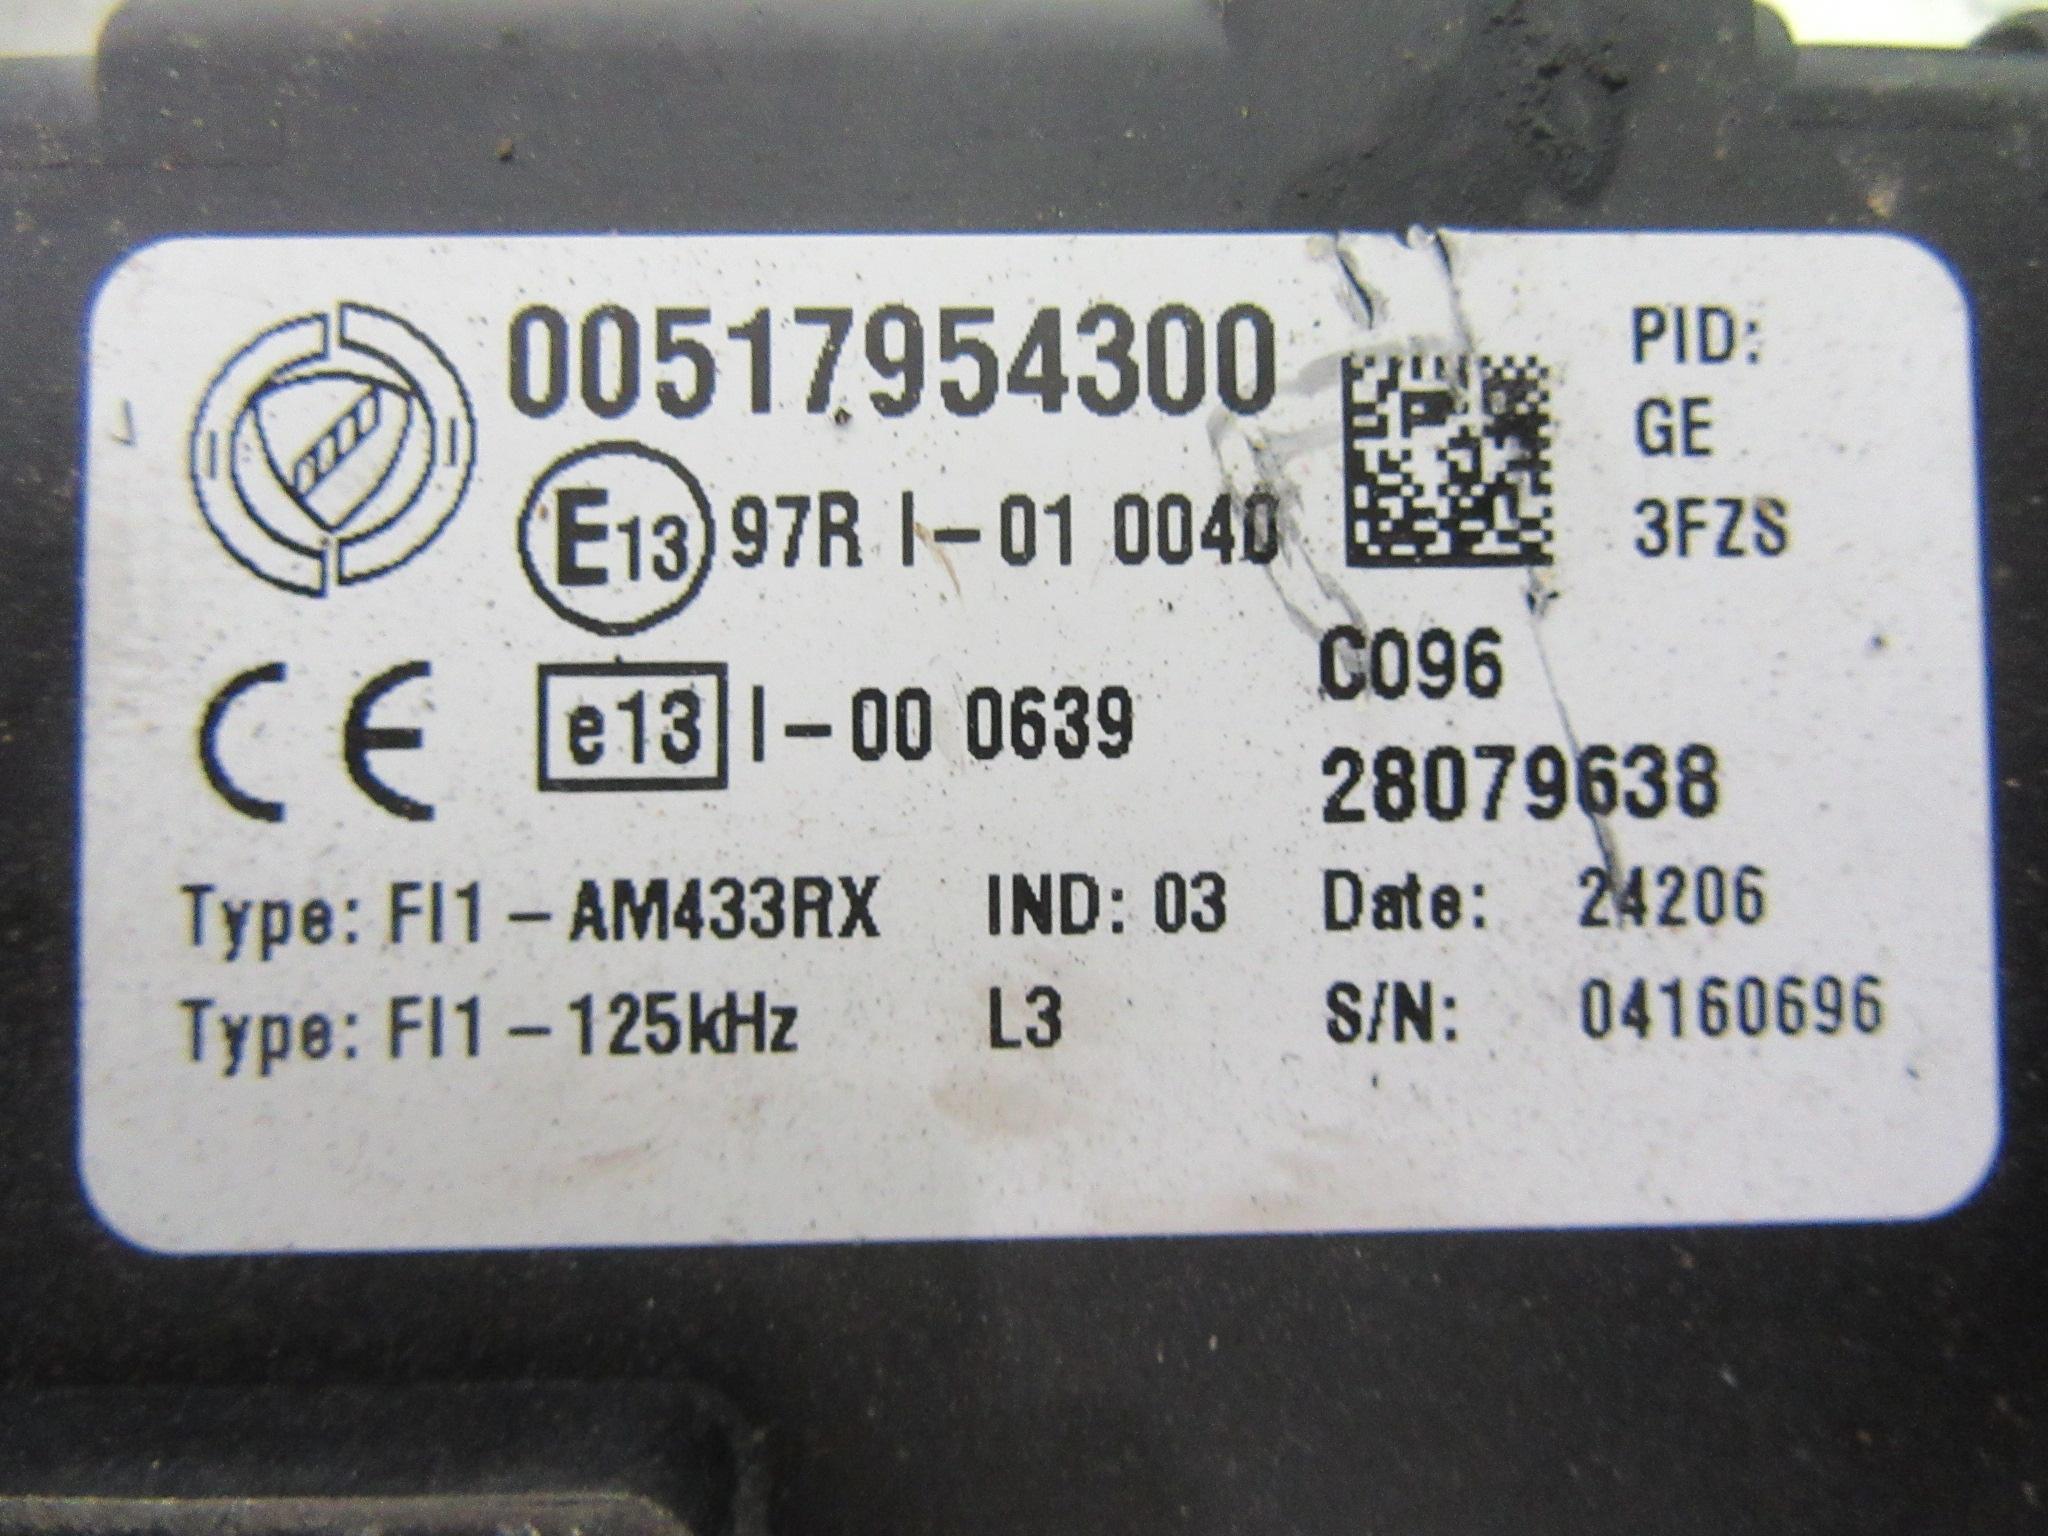 00517954300
PID:
GE
3FZS
E13 97R I-01 0040
C096
CE e13 I-00 0639
28079638
Type: FI1-AM433RX IND: 03 Date: 24206
Type: FI1-125kHz L3 S/N: 04160696